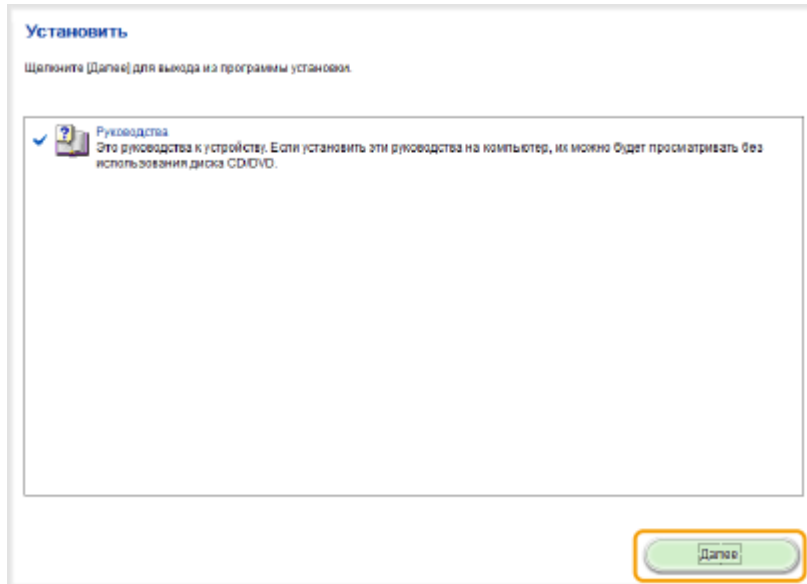 Установить
Щелкните [Далее] для выхода из программы установки.
Руководства
Это руководства к устройству. Если установить эти руководства на компьютер, их можно будет просматривать без
использования диска CD/DVD.
Далее